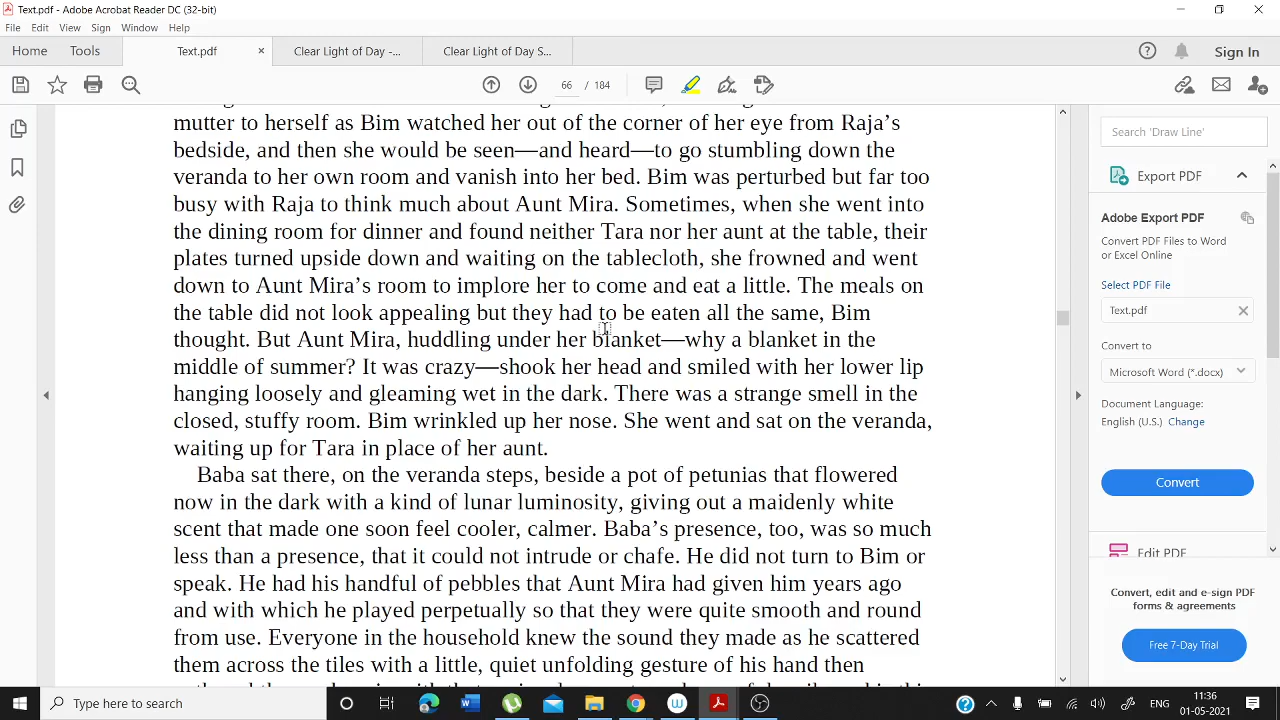 Text.pdf - Adobe Acrobat Reader DC (32-bit)
File Edit View Sign Window Help
Home Tools Text.pdf × Clear Light of Day -... Clear Light of Day S... Sign In
66 / 184
mutter to herself as Bim watched her out of the corner of her eye from Raja’s
bedside, and then she would be seen—and heard—to go stumbling down the
veranda to her own room and vanish into her bed. Bim was perturbed but far too
busy with Raja to think much about Aunt Mira. Sometimes, when she went into
the dining room for dinner and found neither Tara nor her aunt at the table, their
plates turned upside down and waiting on the tablecloth, she frowned and went
down to Aunt Mira’s room to implore her to come and eat a little. The meals on
the table did not look appealing but they had to be eaten all the same, Bim
thought. But Aunt Mira, huddling under her blanket—why a blanket in the
middle of summer? It was crazy—shook her head and smiled with her lower lip
hanging loosely and gleaming wet in the dark. There was a strange smell in the
closed, stuffy room. Bim wrinkled up her nose. She went and sat on the veranda,
waiting up for Tara in place of her aunt.
Baba sat there, on the veranda steps, beside a pot of petunias that flowered
now in the dark with a kind of lunar luminosity, giving out a maidenly white
scent that made one soon feel cooler, calmer. Baba’s presence, too, was so much
less than a presence, that it could not intrude or chafe. He did not turn to Bim or
speak. He had his handful of pebbles that Aunt Mira had given him years ago
and with which he played perpetually so that they were quite smooth and round
from use. Everyone in the household knew the sound they made as he scattered
them across the tiles with a little, quiet unfolding gesture of his hand then
Search 'Draw Line'
Export PDF
Adobe Export PDF
Convert PDF Files to Word
or Excel Online
Select PDF File
Text.pdf
Convert to
Microsoft Word (*.docx)
Document Language:
English (U.S.) Change
Convert
Edit PDF
Convert, edit and e-sign PDF
forms & agreements
Free 7-Day Trial
Type here to search
ENG
11:36
01-05-2021